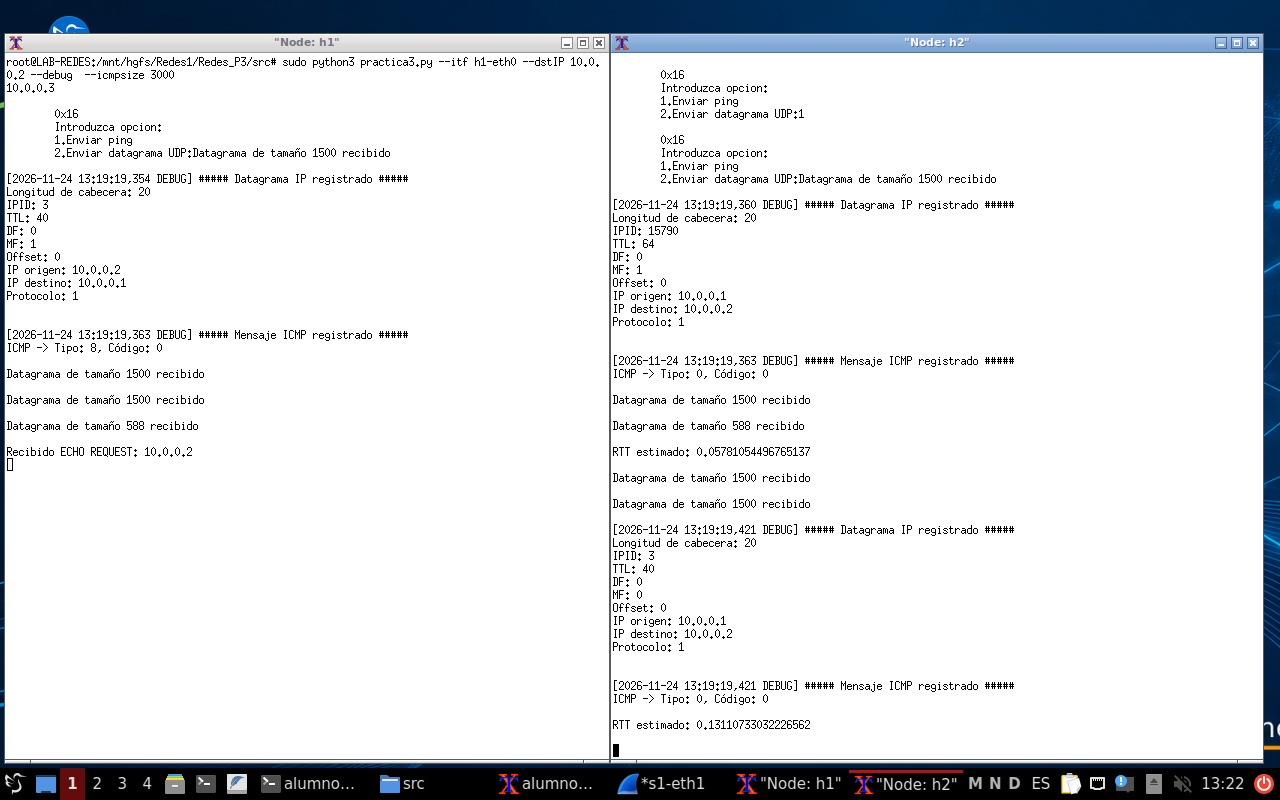 "Node: h1"
root@LAB-REDES:/mnt/hgfs/Redes1/Redes_P3/src# sudo python3 practica3.py --itf h1-eth0 --dstIP 10.0.
0.2 --debug  --icmpsize 3000
10.0.0.3
0x16
Introduzca opcion:
1.Enviar ping
2.Enviar datagrama UDP:Datagrama de tamaño 1500 recibido
[2026-11-24 13:19:19,354 DEBUG] ##### Datagrama IP registrado #####
Longitud de cabecera: 20
IPID: 3
TTL: 40
DF: 0
MF: 1
Offset: 0
IP origen: 10.0.0.2
IP destino: 10.0.0.1
Protocolo: 1
[2026-11-24 13:19:19,363 DEBUG] ##### Mensaje ICMP registrado #####
ICMP -> Tipo: 8, Código: 0
Datagrama de tamaño 1500 recibido
Datagrama de tamaño 1500 recibido
Datagrama de tamaño 588 recibido
Recibido ECHO REQUEST: 10.0.0.2
"Node: h2"
0x16
Introduzca opcion:
1.Enviar ping
2.Enviar datagrama UDP:1
0x16
Introduzca opcion:
1.Enviar ping
2.Enviar datagrama UDP:Datagrama de tamaño 1500 recibido
[2026-11-24 13:19:19,360 DEBUG] ##### Datagrama IP registrado #####
Longitud de cabecera: 20
IPID: 15790
TTL: 64
DF: 0
MF: 1
Offset: 0
IP origen: 10.0.0.1
IP destino: 10.0.0.2
Protocolo: 1
[2026-11-24 13:19:19,363 DEBUG] ##### Mensaje ICMP registrado #####
ICMP -> Tipo: 0, Código: 0
Datagrama de tamaño 1500 recibido
Datagrama de tamaño 588 recibido
RTT estimado: 0.05781054496765137
Datagrama de tamaño 1500 recibido
Datagrama de tamaño 1500 recibido
[2026-11-24 13:19:19,421 DEBUG] ##### Datagrama IP registrado #####
Longitud de cabecera: 20
IPID: 3
TTL: 40
DF: 0
MF: 0
Offset: 0
IP origen: 10.0.0.1
IP destino: 10.0.0.2
Protocolo: 1
[2026-11-24 13:19:19,421 DEBUG] ##### Mensaje ICMP registrado #####
ICMP -> Tipo: 0, Código: 0
RTT estimado: 0.13110733032226562
1 2 3 4 alumno... src alumno... *s1-eth1 "Node: h1" "Node: h2" M N D ES 13:22